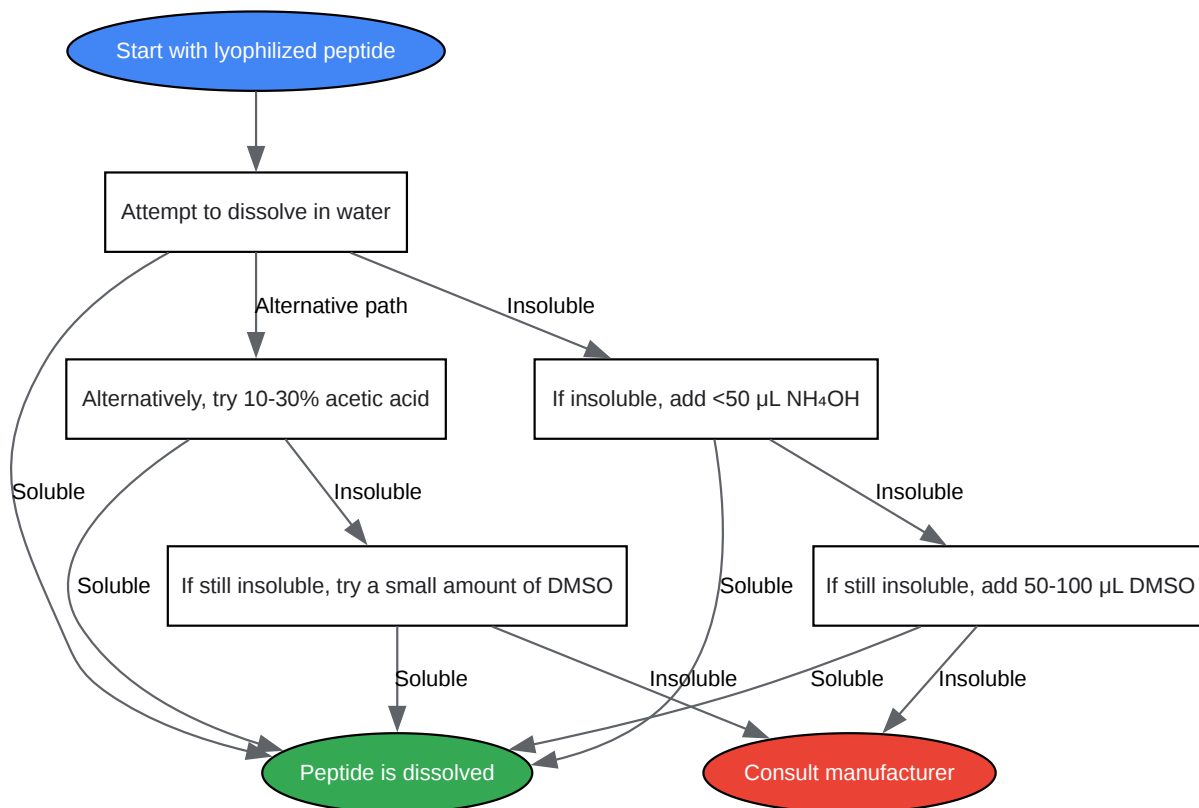 Start with lyophilized peptide
Attempt to dissolve in water
Alternative path
Insoluble
Alternatively, try 10-30% acetic acid
If insoluble, add <50 µL NH₄OH
Soluble
Insoluble
Insoluble
Soluble
If still insoluble, try a small amount of DMSO
Soluble
If still insoluble, add 50-100 µL DMSO
Soluble
Insoluble
Soluble
Insoluble
Peptide is dissolved
Consult manufacturer